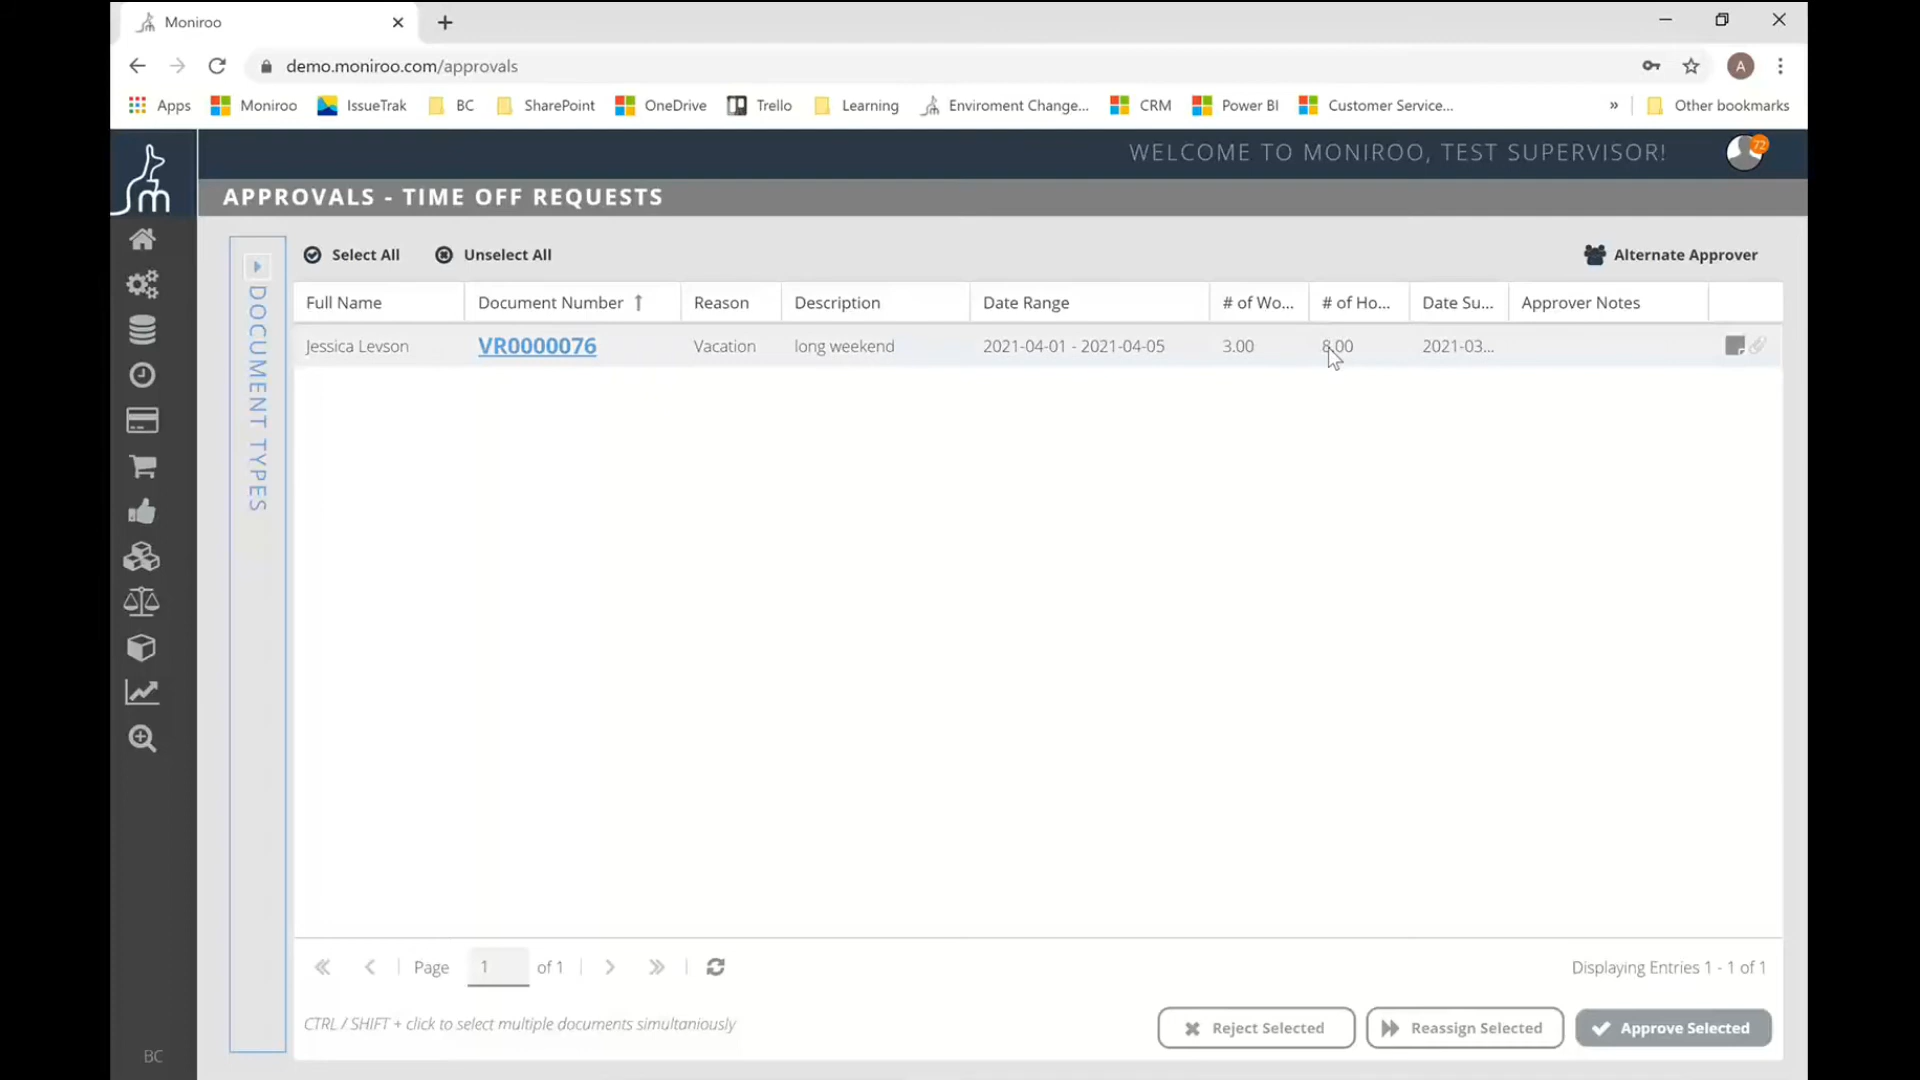 Moniroo
demo.moniroo.com/approvals
A
Apps Moniroo IssueTrak BC SharePoint OneDrive Trello Learning Enviroment Change... CRM Power BI Customer Service... » Other bookmarks
WELCOME TO MONIROO, TEST SUPERVISOR!
72
m
APPROVALS - TIME OFF REQUESTS
DOCUMENT TYPES
Select All Unselect All Alternate Approver
Full Name Document Number Reason Description Date Range # of Wo... # of Ho... Date Su... Approver Notes
Jessica Levson VR0000076 Vacation long weekend 2021-04-01 - 2021-04-05 3.00 8.00 2021-03...
Page 1 of 1 Displaying Entries 1 - 1 of 1
CTRL / SHIFT + click to select multiple documents simultaniously
Reject Selected Reassign Selected Approve Selected
BC